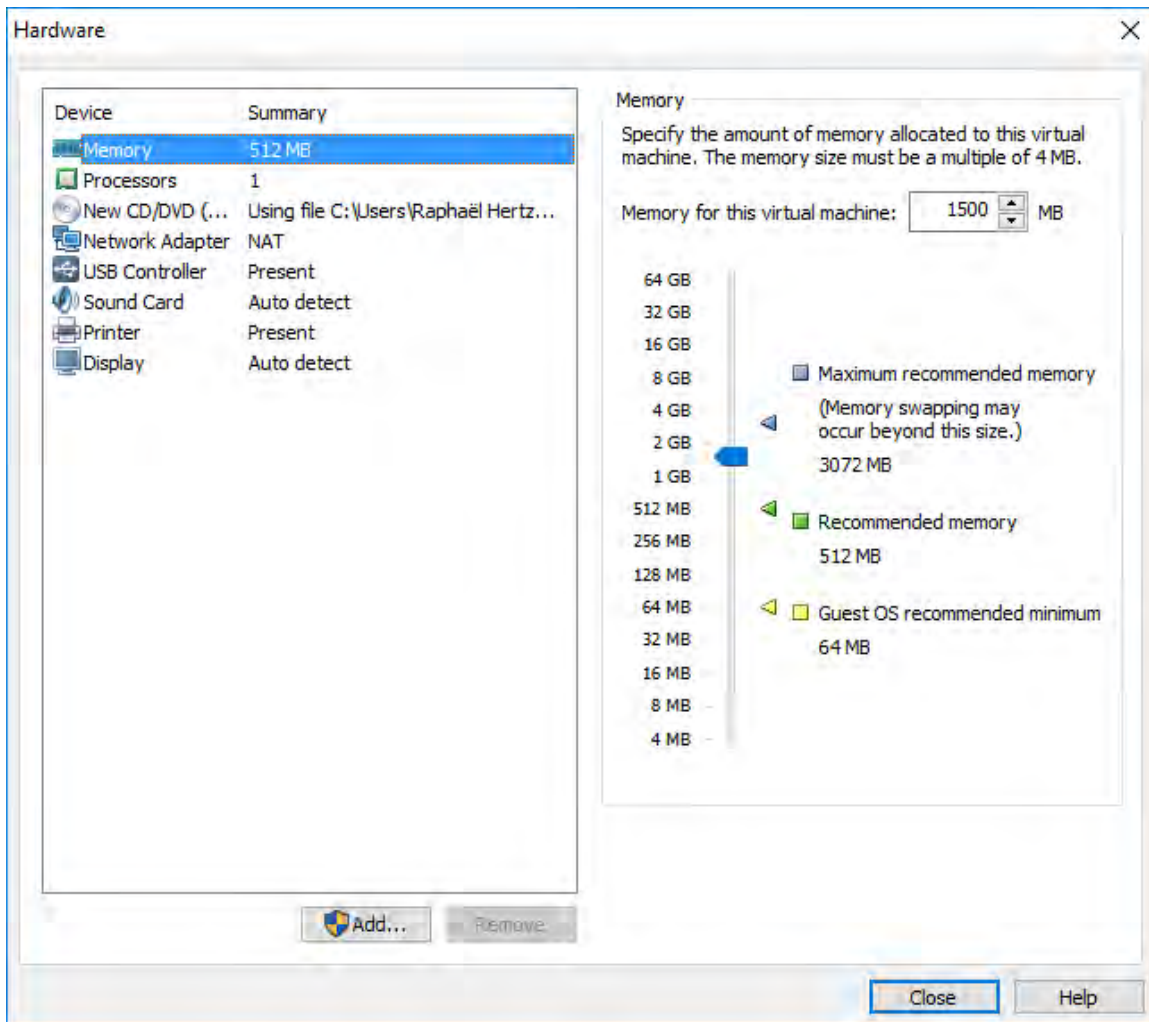 Hardware
Device Summary
Memory 512 MB
Processors 1
New CD/DVD (... Using file C:\Users\Raphaël Hertz...
Network Adapter NAT
USB Controller Present
Sound Card Auto detect
Printer Present
Display Auto detect
Add... Remove
Memory
Specify the amount of memory allocated to this virtual
machine. The memory size must be a multiple of 4 MB.
Memory for this virtual machine: 1500 MB
64 GB
32 GB
16 GB
8 GB
4 GB
2 GB
1 GB
512 MB
256 MB
128 MB
64 MB
32 MB
16 MB
8 MB
4 MB
Maximum recommended memory
(Memory swapping may
occur beyond this size.)
3072 MB
Recommended memory
512 MB
Guest OS recommended minimum
64 MB
Close Help